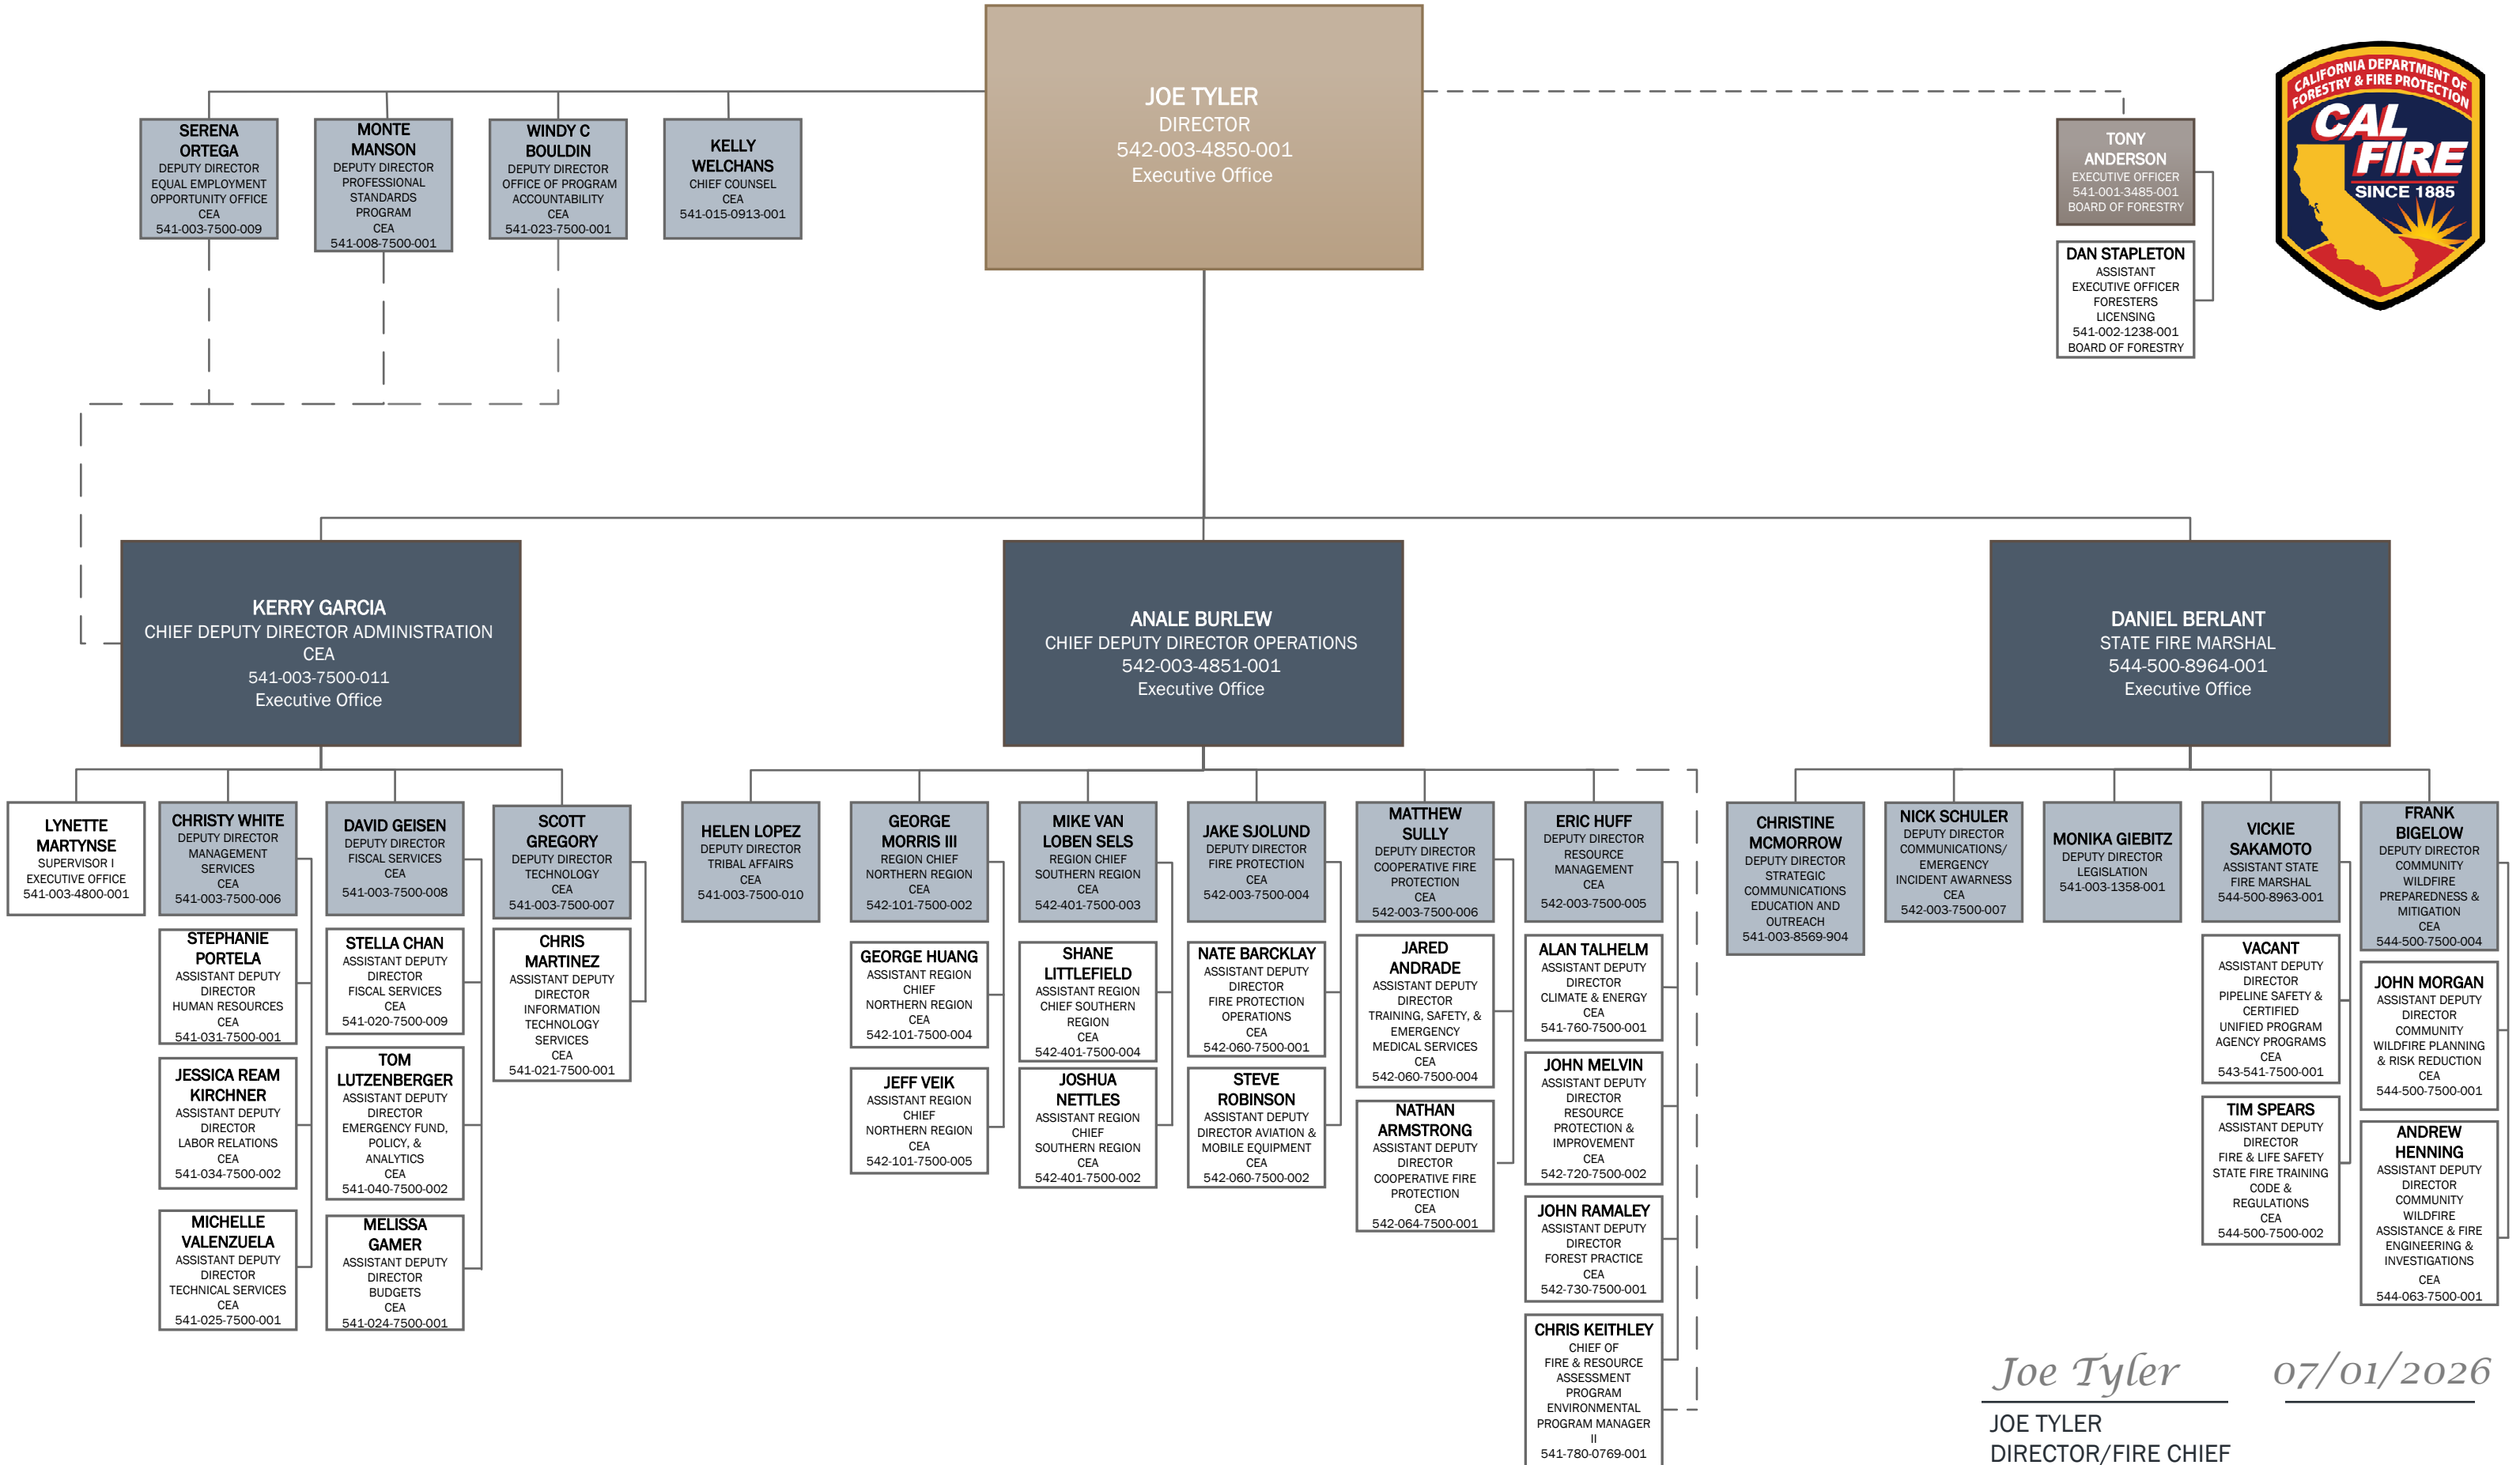 JOE TYLER
DIRECTOR
542-003-4850-001
Executive Office
CALIFORNIA DEPARTMENT OF
FORESTRY & FIRE PROTECTION
CAL
FIRE
SINCE 1885
SERENA
ORTEGA
DEPUTY DIRECTOR
EQUAL EMPLOYMENT
OPPORTUNITY OFFICE
CEA
541-003-7500-009
MONTE
MANSON
DEPUTY DIRECTOR
PROFESSIONAL
STANDARDS
PROGRAM
CEA
541-008-7500-001
WINDY C
BOULDIN
DEPUTY DIRECTOR
OFFICE OF PROGRAM
ACCOUNTABILITY
CEA
541-023-7500-001
KELLY
WELCHANS
CHIEF COUNSEL
CEA
541-015-0913-001
TONY
ANDERSON
EXECUTIVE OFFICER
541-001-3485-001
BOARD OF FORESTRY
DAN STAPLETON
ASSISTANT
EXECUTIVE OFFICER
FORESTERS
LICENSING
541-002-1238-001
BOARD OF FORESTRY
KERRY GARCIA
CHIEF DEPUTY DIRECTOR ADMINISTRATION
CEA
541-003-7500-011
Executive Office
ANALE BURLEW
CHIEF DEPUTY DIRECTOR OPERATIONS
542-003-4851-001
Executive Office
DANIEL BERLANT
STATE FIRE MARSHAL
544-500-8964-001
Executive Office
LYNETTE
MARTYNSE
SUPERVISOR I
EXECUTIVE OFFICE
541-003-4800-001
CHRISTY WHITE
DEPUTY DIRECTOR
MANAGEMENT
SERVICES
CEA
541-003-7500-006
STEPHANIE
PORTELA
ASSISTANT DEPUTY
DIRECTOR
HUMAN RESOURCES
CEA
541-031-7500-001
JESSICA REAM
KIRCHNER
ASSISTANT DEPUTY
DIRECTOR
LABOR RELATIONS
CEA
541-034-7500-002
MICHELLE
VALENZUELA
ASSISTANT DEPUTY
DIRECTOR
TECHNICAL SERVICES
CEA
541-025-7500-001
DAVID GEISEN
DEPUTY DIRECTOR
FISCAL SERVICES
CEA
541-003-7500-008
STELLA CHAN
ASSISTANT DEPUTY
DIRECTOR
FISCAL SERVICES
CEA
541-020-7500-009
TOM
LUTZENBERGER
ASSISTANT DEPUTY
DIRECTOR
EMERGENCY FUND,
POLICY, &
ANALYTICS
CEA
541-040-7500-002
MELISSA
GAMER
ASSISTANT DEPUTY
DIRECTOR
BUDGETS
CEA
541-024-7500-001
SCOTT
GREGORY
DEPUTY DIRECTOR
TECHNOLOGY
CEA
541-003-7500-007
CHRIS
MARTINEZ
ASSISTANT DEPUTY
DIRECTOR
INFORMATION
TECHNOLOGY
SERVICES
CEA
541-021-7500-001
HELEN LOPEZ
DEPUTY DIRECTOR
TRIBAL AFFAIRS
CEA
541-003-7500-010
GEORGE
MORRIS III
REGION CHIEF
NORTHERN REGION
CEA
542-101-7500-002
GEORGE HUANG
ASSISTANT REGION
CHIEF
NORTHERN REGION
CEA
542-101-7500-004
JEFF VEIK
ASSISTANT REGION
CHIEF
NORTHERN REGION
CEA
542-101-7500-005
MIKE VAN
LOBEN SELS
REGION CHIEF
SOUTHERN REGION
CEA
542-401-7500-003
SHANE
LITTLEFIELD
ASSISTANT REGION
CHIEF SOUTHERN
REGION
CEA
542-401-7500-004
JOSHUA
NETTLES
ASSISTANT REGION
CHIEF
SOUTHERN REGION
CEA
542-401-7500-002
JAKE SJOLUND
DEPUTY DIRECTOR
FIRE PROTECTION
CEA
542-003-7500-004
NATE BARCKLAY
ASSISTANT DEPUTY
DIRECTOR
FIRE PROTECTION
OPERATIONS
CEA
542-060-7500-001
STEVE
ROBINSON
ASSISTANT DEPUTY
DIRECTOR AVIATION &
MOBILE EQUIPMENT
CEA
542-060-7500-002
MATTHEW
SULLY
DEPUTY DIRECTOR
COOPERATIVE FIRE
PROTECTION
CEA
542-003-7500-006
JARED
ANDRADE
ASSISTANT DEPUTY
DIRECTOR
TRAINING, SAFETY, &
EMERGENCY
MEDICAL SERVICES
CEA
542-060-7500-004
NATHAN
ARMSTRONG
ASSISTANT DEPUTY
DIRECTOR
COOPERATIVE FIRE
PROTECTION
CEA
542-064-7500-001
ERIC HUFF
DEPUTY DIRECTOR
RESOURCE
MANAGEMENT
CEA
542-003-7500-005
ALAN TALHELM
ASSISTANT DEPUTY
DIRECTOR
CLIMATE & ENERGY
CEA
541-760-7500-001
JOHN MELVIN
ASSISTANT DEPUTY
DIRECTOR
RESOURCE
PROTECTION &
IMPROVEMENT
CEA
542-720-7500-002
JOHN RAMALEY
ASSISTANT DEPUTY
DIRECTOR
FOREST PRACTICE
CEA
542-730-7500-001
CHRIS KEITHLEY
CHIEF OF
FIRE & RESOURCE
ASSESSMENT
PROGRAM
ENVIRONMENTAL
PROGRAM MANAGER
II
541-780-0769-001
CHRISTINE
MCMORROW
DEPUTY DIRECTOR
STRATEGIC
COMMUNICATIONS
EDUCATION AND
OUTREACH
541-003-8569-904
NICK SCHULER
DEPUTY DIRECTOR
COMMUNICATIONS/
EMERGENCY
INCIDENT AWARNESS
CEA
542-003-7500-007
MONIKA GIEBITZ
DEPUTY DIRECTOR
LEGISLATION
541-003-1358-001
VICKIE
SAKAMOTO
ASSISTANT STATE
FIRE MARSHAL
544-500-8963-001
VACANT
ASSISTANT DEPUTY
DIRECTOR
PIPELINE SAFETY &
CERTIFIED
UNIFIED PROGRAM
AGENCY PROGRAMS
CEA
543-541-7500-001
TIM SPEARS
ASSISTANT DEPUTY
DIRECTOR
FIRE & LIFE SAFETY
STATE FIRE TRAINING
CODE &
REGULATIONS
CEA
544-500-7500-002
FRANK
BIGELOW
DEPUTY DIRECTOR
COMMUNITY
WILDFIRE
PREPAREDNESS &
MITIGATION
CEA
544-500-7500-004
JOHN MORGAN
ASSISTANT DEPUTY
DIRECTOR
COMMUNITY
WILDFIRE PLANNING
& RISK REDUCTION
CEA
544-500-7500-001
ANDREW
HENNING
ASSISTANT DEPUTY
DIRECTOR
COMMUNITY
WILDFIRE
ASSISTANCE & FIRE
ENGINEERING &
INVESTIGATIONS
CEA
544-063-7500-001
Joe Tyler 07/01/2026
JOE TYLER
DIRECTOR/FIRE CHIEF